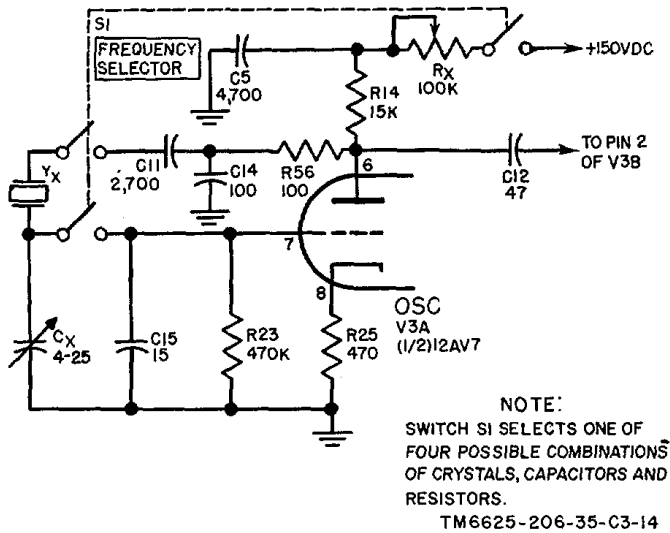 S1
FREQUENCY
SELECTOR
C5
4,700
RX
100K
+150VDC
R14
15K
YX
C11
2,700
C14
100
R56
100
6
C12
47
TO PIN 2
OF V3B
7
8
CX
4-25
C15
15
R23
470K
R25
470
OSC
V3A
(1/2)12AV7
NOTE:
SWITCH S1 SELECTS ONE OF
FOUR POSSIBLE COMBINATIONS
OF CRYSTALS, CAPACITORS AND
RESISTORS.
TM6625-206-35-C3-14